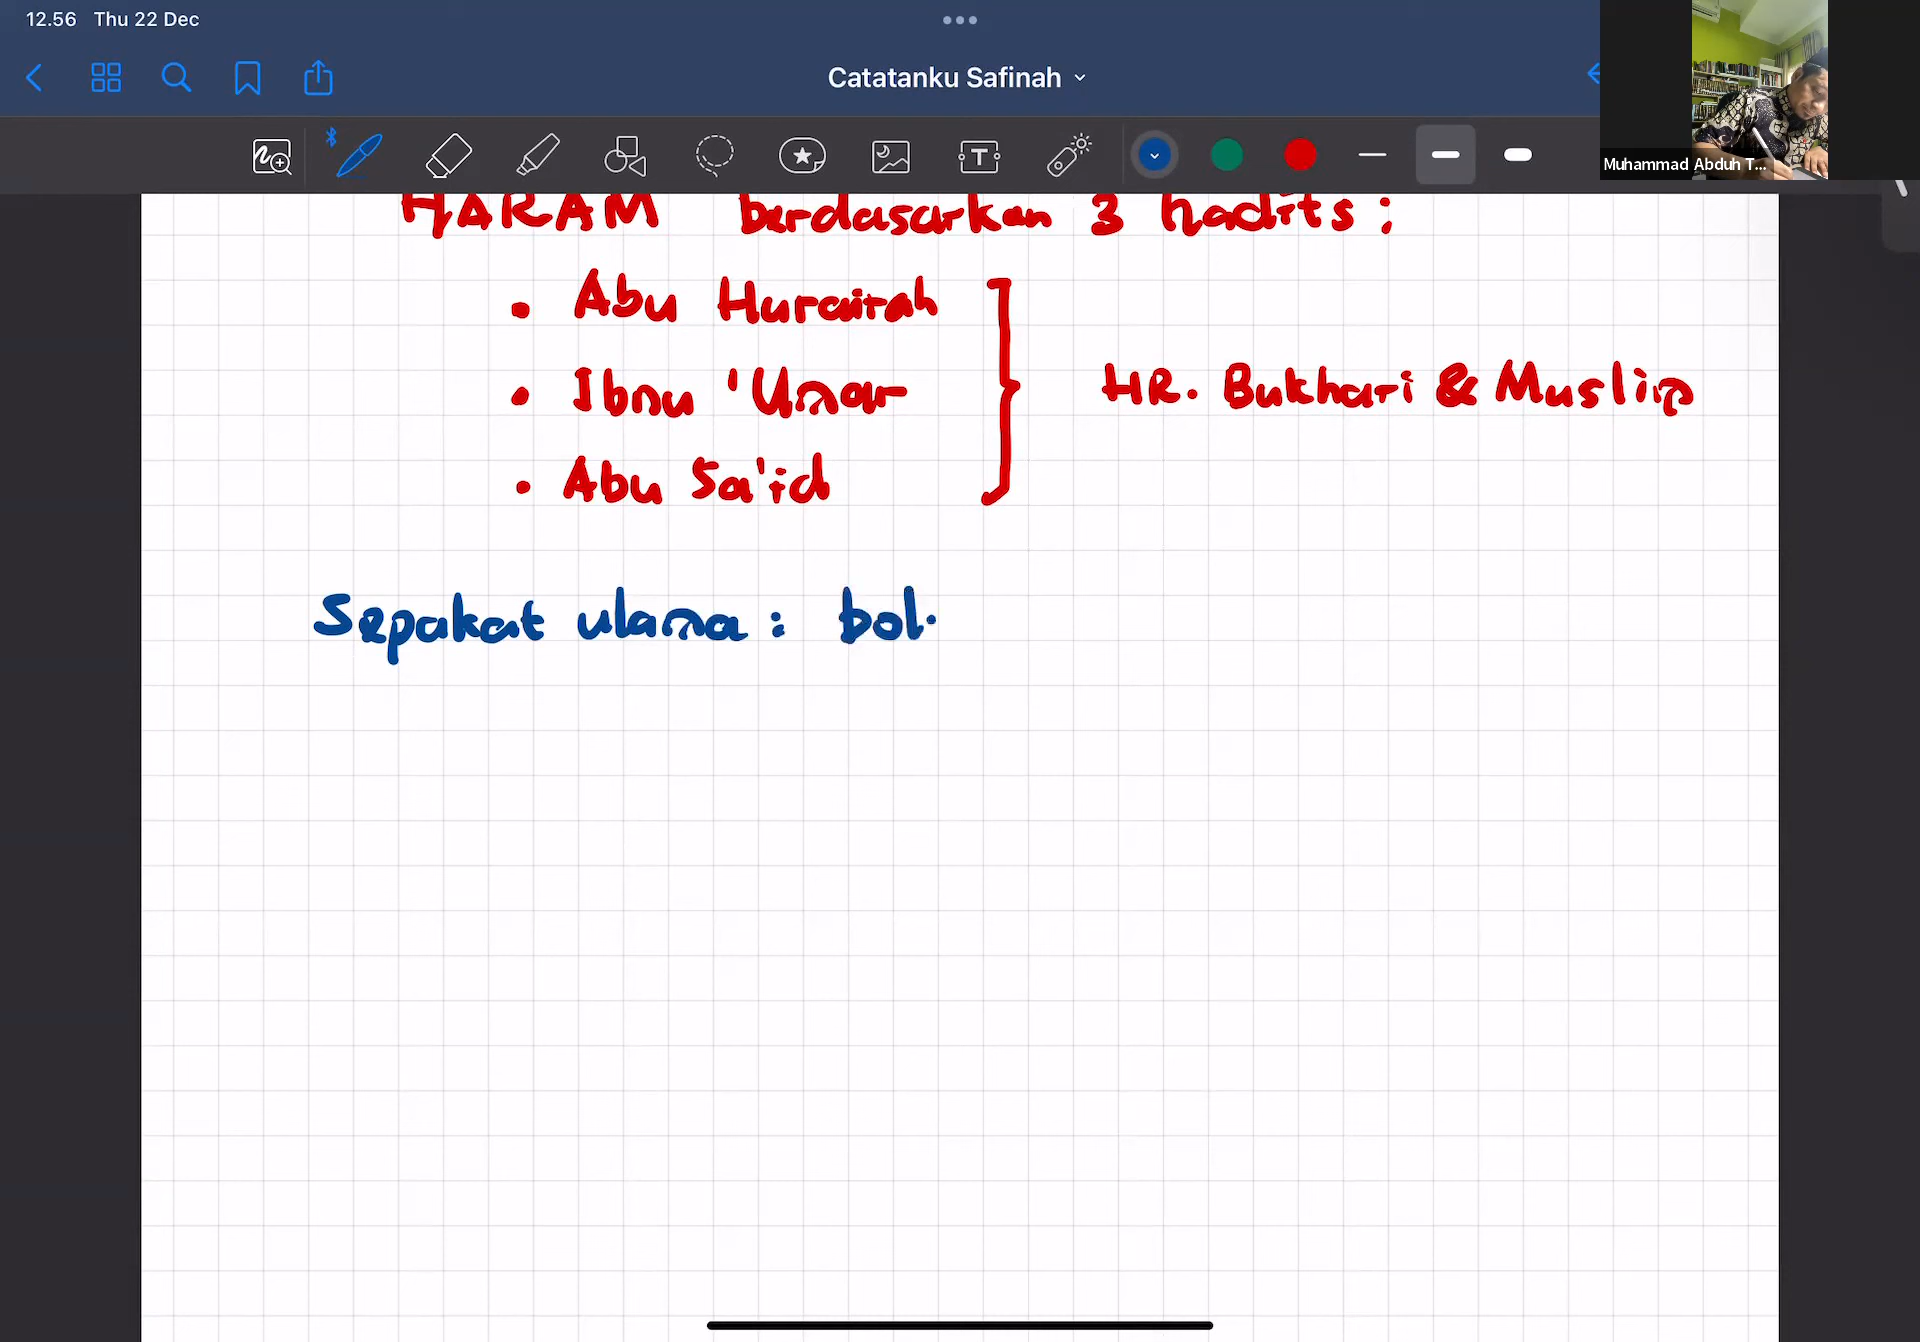 12.56 Thu 22 Dec
Catatanku Safinah
Muhammad Abduh T...
HARAM berdasarkan 3 hadits :
• Abu Hurairah
• Ibnu 'Umar
HR. Bukhari & Muslim
• Abu Sa'id
Sepakat ulama : bol